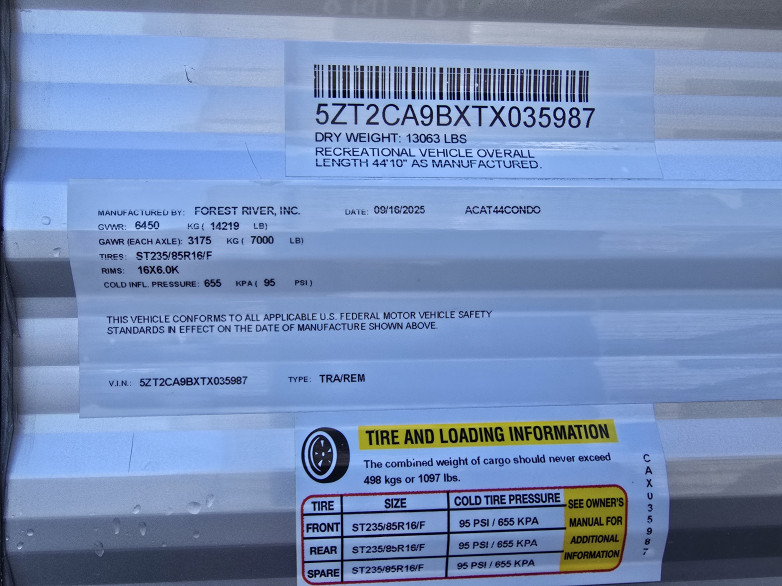 5ZT2CA9BXTX035987
DRY WEIGHT: 13063 LBS
RECREATIONAL VEHICLE OVERALL
LENGTH 44'10" AS MANUFACTURED.
MANUFACTURED BY: FOREST RIVER, INC. DATE: 09/16/2025 ACAT44CONDO
GVWR: 6450 KG ( 14219 LB)
GAWR (EACH AXLE): 3175 KG ( 7000 LB)
TIRES: ST235/85R16/F
RIMS: 16X6.0K
COLD INFL. PRESSURE: 655 KPA ( 95 PSI )
THIS VEHICLE CONFORMS TO ALL APPLICABLE U.S. FEDERAL MOTOR VEHICLE SAFETY
STANDARDS IN EFFECT ON THE DATE OF MANUFACTURE SHOWN ABOVE.
V.I.N.: 5ZT2CA9BXTX035987 TYPE: TRA/REM
TIRE AND LOADING INFORMATION
The combined weight of cargo should never exceed
498 kgs or 1097 lbs.
TIRE SIZE COLD TIRE PRESSURE
FRONT ST235/85R16/F 95 PSI / 655 KPA
REAR ST235/85R16/F 95 PSI / 655 KPA
SPARE ST235/85R16/F 95 PSI / 655 KPA
SEE OWNER'S
MANUAL FOR
ADDITIONAL
INFORMATION
CAX035987